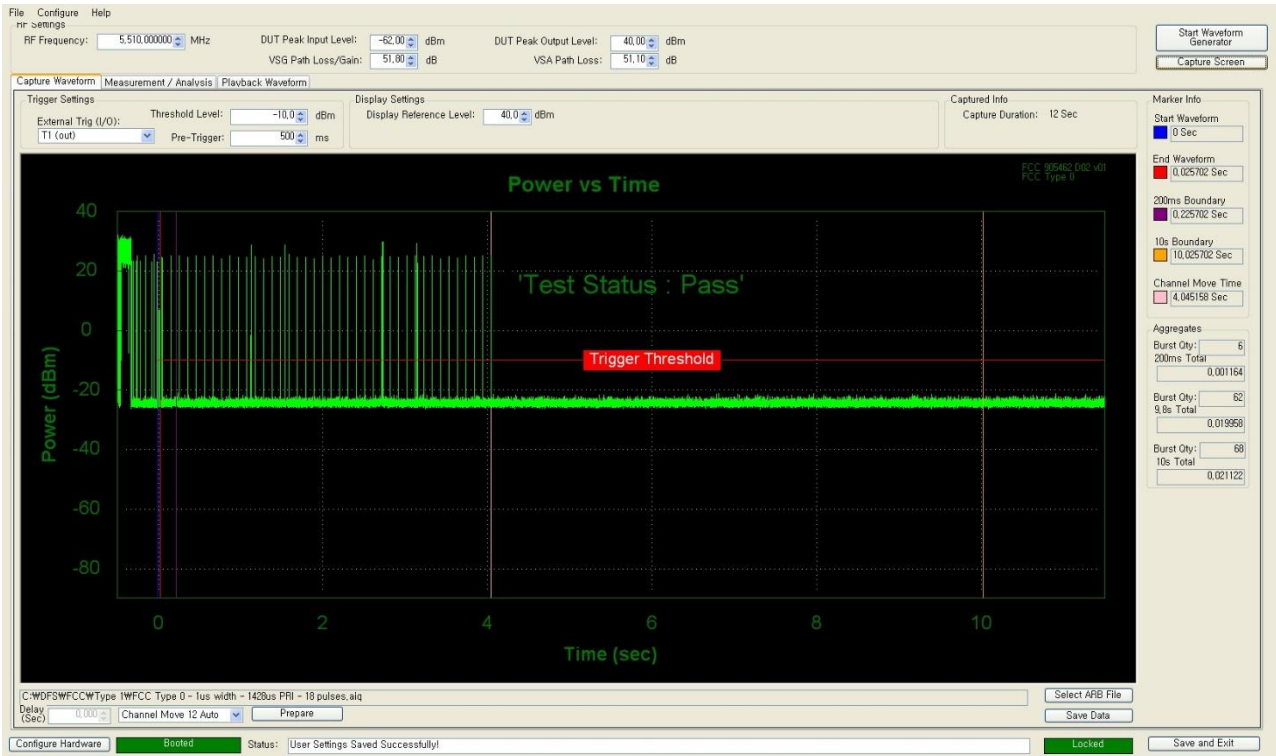 File Configure Help
RF Settings
RF Frequency: 5,510,000000 MHz
DUT Peak Input Level: -62,00 dBm
DUT Peak Output Level: 40,00 dBm
VSG Path Loss/Gain: 51,80 dB
VSA Path Loss: 51,10 dB
Start Waveform Generator
Capture Screen
Capture Waveform Measurement / Analysis Playback Waveform
Trigger Settings
External Trig (I/O):
T1 (out)
Threshold Level: -10,0 dBm
Pre-Trigger: 500 ms
Display Settings
Display Reference Level: 40,0 dBm
Captured Info
Capture Duration: 12 Sec
Marker Info
Start Waveform
0 Sec
End Waveform
0,025702 Sec
200ms Boundary
0,225702 Sec
10s Boundary
10,025702 Sec
Channel Move Time
4,045158 Sec
Aggregates
Burst Qty: 6
200ms Total
0,001164
Burst Qty: 62
9,8s Total
0,019958
Burst Qty: 68
10s Total
0,021122
FCC 905462 D02 v01
FCC Type 0
Power vs Time
'Test Status : Pass'
Trigger Threshold
Power (dBm)
40
20
0
-20
-40
-60
-80
0 2 4 6 8 10
Time (sec)
C:₩DFS₩FCC₩Type 1₩FCC Type 0 - 1us width - 1428us PRI - 18 pulses,aiq
Select ARB File
Delay (Sec) 0,000
Channel Move 12 Auto
Prepare
Save Data
Configure Hardware
Booted
Status: User Settings Saved Successfully!
Locked
Save and Exit